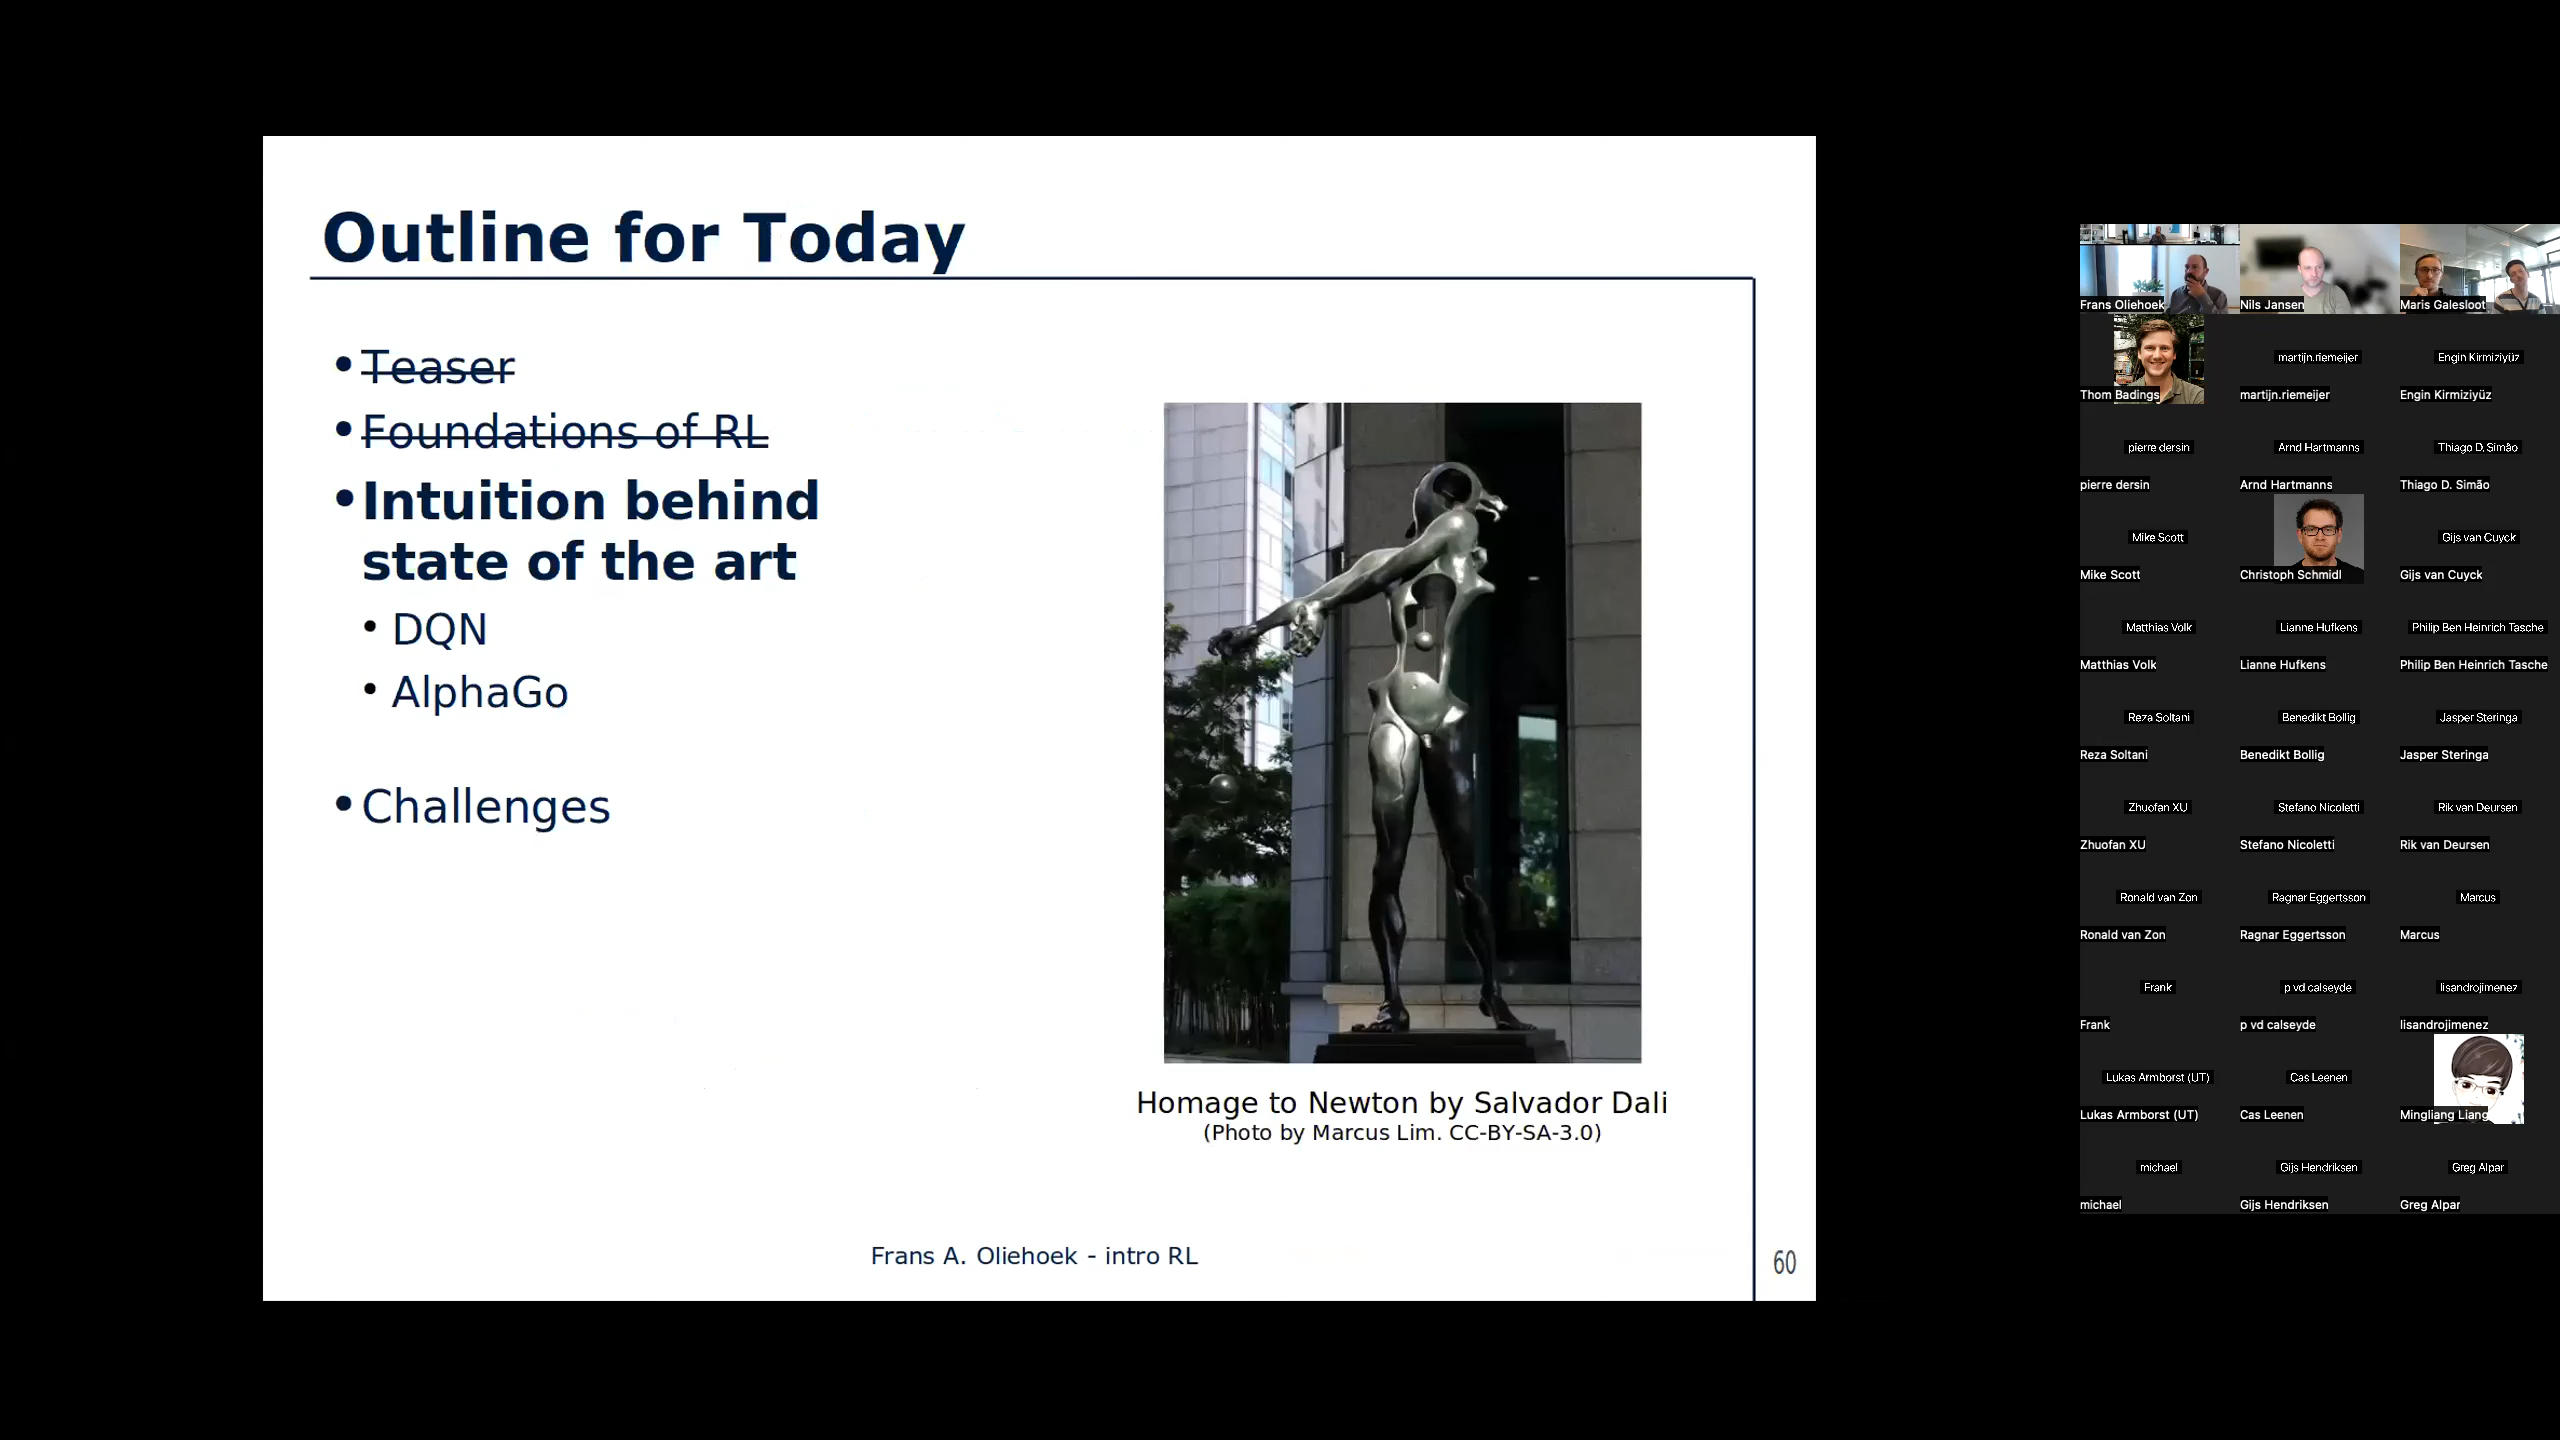 Outline for Today
• Teaser
• Foundations of RL
• Intuition behind
state of the art
• DQN
• AlphaGo
• Challenges
Homage to Newton by Salvador Dali
(Photo by Marcus Lim. CC-BY-SA-3.0)
Frans A. Oliehoek - intro RL
60
Frans Oliehoek
Nils Jansen
Maris Galesloot
martijn.riemeijer
Engin Kirmiziyüz
Thom Badings
martijn.riemeijer
Engin Kirmiziyüz
pierre dersin
Arnd Hartmanns
Thiago D. Simão
pierre dersin
Arnd Hartmanns
Thiago D. Simão
Mike Scott
Gijs van Cuyck
Mike Scott
Christoph Schmidl
Gijs van Cuyck
Matthias Volk
Lianne Hufkens
Philip Ben Heinrich Tasche
Matthias Volk
Lianne Hufkens
Philip Ben Heinrich Tasche
Reza Soltani
Benedikt Bollig
Jasper Steringa
Reza Soltani
Benedikt Bollig
Jasper Steringa
Zhuofan XU
Stefano Nicoletti
Rik van Deursen
Zhuofan XU
Stefano Nicoletti
Rik van Deursen
Ronald van Zon
Ragnar Eggertsson
Marcus
Ronald van Zon
Ragnar Eggertsson
Marcus
Frank
p vd calseyde
lisandrojimenez
Frank
p vd calseyde
lisandrojimenez
Lukas Armborst (UT)
Cas Leenen
Lukas Armborst (UT)
Cas Leenen
Mingliang Liang
michael
Gijs Hendriksen
Greg Alpar
michael
Gijs Hendriksen
Greg Alpar